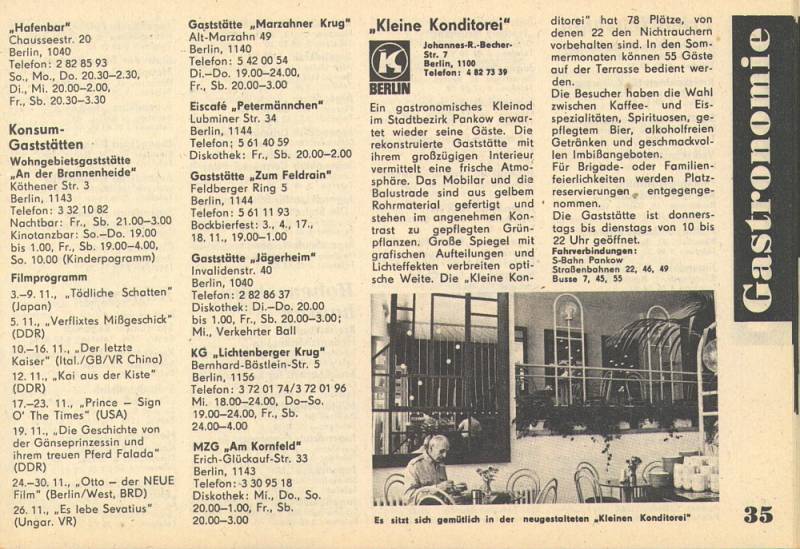 „Hafenbar"
Chausseestr. 20
Berlin, 1040
Telefon: 2 82 85 93
So., Mo., Do. 20.30–2.30,
Di., Mi. 20.00–2.00,
Fr., Sb. 20.30–3.30
Konsum-
Gaststätten
Wohngebietsgaststätte
„An der Brannenheide"
Köthener Str. 3
Berlin, 1143
Telefon: 3 32 10 82
Nachtbar: Fr., Sb. 21.00–3.00
Kinotanzbar: So.–Do. 19.00
bis 1.00, Fr., Sb. 19.00–4.00,
So. 10.00 (Kinderpogramm)
Filmprogramm
3.–9. 11., „Tödliche Schatten"
(Japan)
5. 11., „Verflixtes Mißgeschick"
(DDR)
10.–16. 11., „Der letzte
Kaiser" (Ital./GB/VR China)
12. 11., „Kai aus der Kiste"
(DDR)
17.–23. 11., „Prince – Sign
O' The Times" (USA)
19. 11., „Die Geschichte von
der Gänseprinzessin und
ihrem treuen Pferd Falada"
(DDR)
24.–30. 11., „Otto – der NEUE
Film" (Berlin/West, BRD)
26. 11., „Es lebe Sevatius"
(Ungar. VR)
Gaststätte „Marzahner Krug"
Alt-Marzahn 49
Berlin, 1140
Telefon: 5 42 00 54
Di.–Do. 19.00–24.00,
Fr., Sb. 20.00–3.00
Eiscafé „Petermännchen"
Lubminer Str. 34
Berlin, 1144
Telefon; 5 61 40 59
Diskothek: Fr., Sb. 20.00–2.00
Gaststätte „Zum Feldrain"
Feldberger Ring 5
Berlin, 1144
Telefon: 5 61 11 93
Bockbierfest: 3., 4., 17.,
18. 11., 19.00–1.00
Gaststätte „Jägerheim"
Invalidenstr. 40
Berlin, 1040
Telefon: 2 82 86 37
Diskothek: Di.–Do. 20.00
bis 1.00, Fr., Sb. 20.00–3.00;
Mi., Verkehrter Ball
KG „Lichtenberger Krug"
Bernhard-Bästlein-Str. 5
Berlin, 1156
Telefon: 3 72 01 74/3 72 01 96
Mi. 18.00–24.00, Do–So.
19.00–24.00, Fr., Sb.
24.00–4.00
MZG „Am Kornfeld"
Erich-Glückauf-Str. 33
Berlin, 1143
Telefon: 3 30 95 18
Diskothek: Mi., Do., So.
20.00–1.00, Fr., Sb.
20.00–3.00
„Kleine Konditorei"
K
BERLIN
Johannes-R.-Becher-
Str. 7
Berlin, 1100
Telefon: 4 82 73 39
Ein gastronomisches Kleinod
im Stadtbezirk Pankow erwar-
tet wieder seine Gäste. Die
rekonstruierte Gaststätte mit
ihrem großzügigen Interieur
vermittelt eine frische Atmo-
sphäre. Das Mobilar und die
Balustrade sind aus gelbem
Rohrmaterial gefertigt und
stehen im angenehmen Kon-
trast zu gepflegten Grün-
pflanzen. Große Spiegel mit
grafischen Aufteilungen und
Lichteffekten verbreiten opti-
sche Weite. Die „Kleine Kon-
ditorei" hat 78 Plätze, von
denen 22 den Nichtrauchern
vorbehalten sind. In den Som-
mermonaten können 55 Gäste
auf der Terrasse bedient wer-
den.
Die Besucher haben die Wahl
zwischen Kaffee- und Eis-
spezialitäten, Spirituosen, ge-
pflegtem Bier, alkoholfreien
Getränken und geschmackvol-
len Imbißangeboten.
Für Brigade- oder Familien-
feierlichkeiten werden Platz-
reservierungen entgegenge-
nommen.
Die Gaststätte ist donners-
tags bis dienstags von 10 bis
22 Uhr geöffnet.
Fahrverbindungen:
S-Bahn Pankow
Straßenbahnen 22, 46, 49
Busse 7, 45, 55
Es sitzt sich gemütlich in der neugestalteten „Kleinen Konditorei"
Gastronomie
35